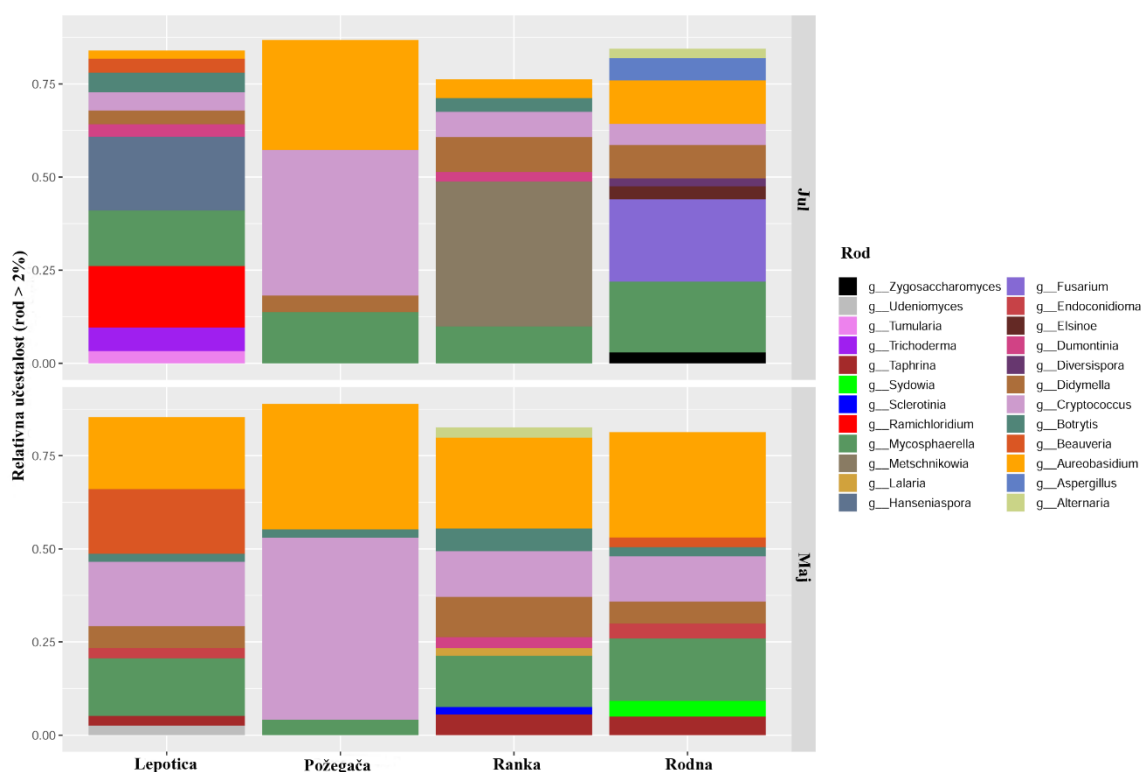 Relativna učestalost (rod > 2%)
0.75
0.50
0.25
0.00
Jul
0.75
0.50
0.25
0.00
Maj
Lepotica
Požegača
Ranka
Rodna
Rod
g__Zygosaccharomyces
g__Udeniomyces
g__Tumularia
g__Trichoderma
g__Taphrina
g__Sydowia
g__Sclerotinia
g__Ramichloridium
g__Mycosphaerella
g__Metschnikowia
g__Lalaria
g__Hanseniaspora
g__Fusarium
g__Endoconidioma
g__Elsinoe
g__Dumontinia
g__Diversispora
g__Didymella
g__Cryptococcus
g__Botrytis
g__Beauveria
g__Aureobasidium
g__Aspergillus
g__Alternaria